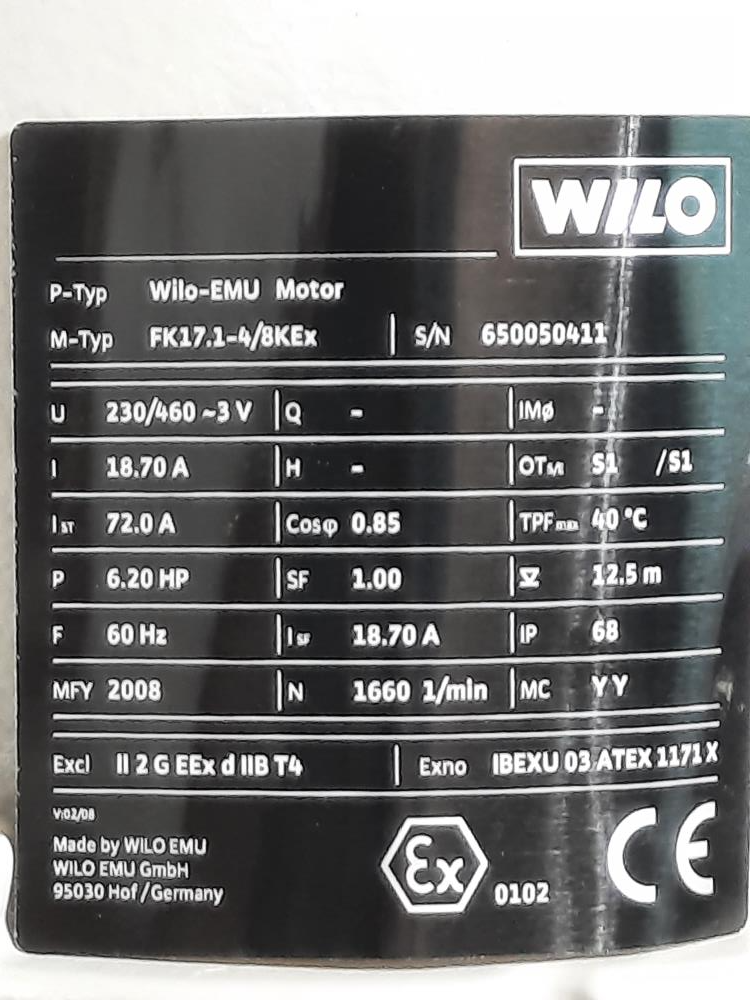 WILO
P-Typ Wilo-EMU Motor
M-Typ FK17.1-4/8KEx S/N 650050411
U 230/460 ~3 V Q - IMø -
I 18.70 A H - OTM S1 /S1
IST 72.0 A Cosφ 0.85 TPFmax 40 °C
P 6.20 HP SF 1.00 12.5 m
F 60 Hz ISF 18.70 A IP 68
MFY 2008 N 1660 1/min MC Y Y
Excl II 2 G EEx d IIB T4 Exno IBEXU 03 ATEX 1171 X
V:02/08
Made by WILO EMU
WILO EMU GmbH
95030 Hof/Germany
Ex 0102 CE